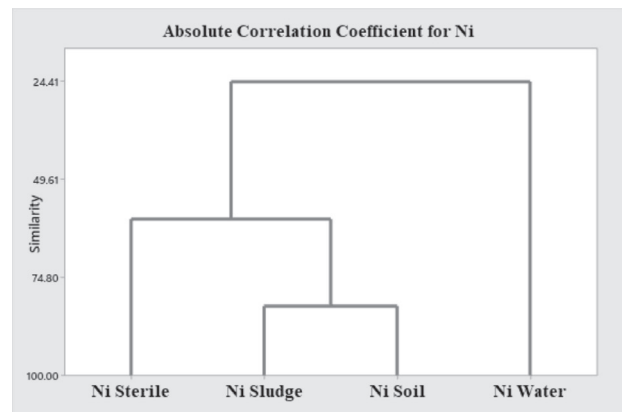 Absolute Correlation Coefficient for Ni
24.41
49.61
Similarity
74.80
100.00
Ni Sterile Ni Sludge Ni Soil Ni Water